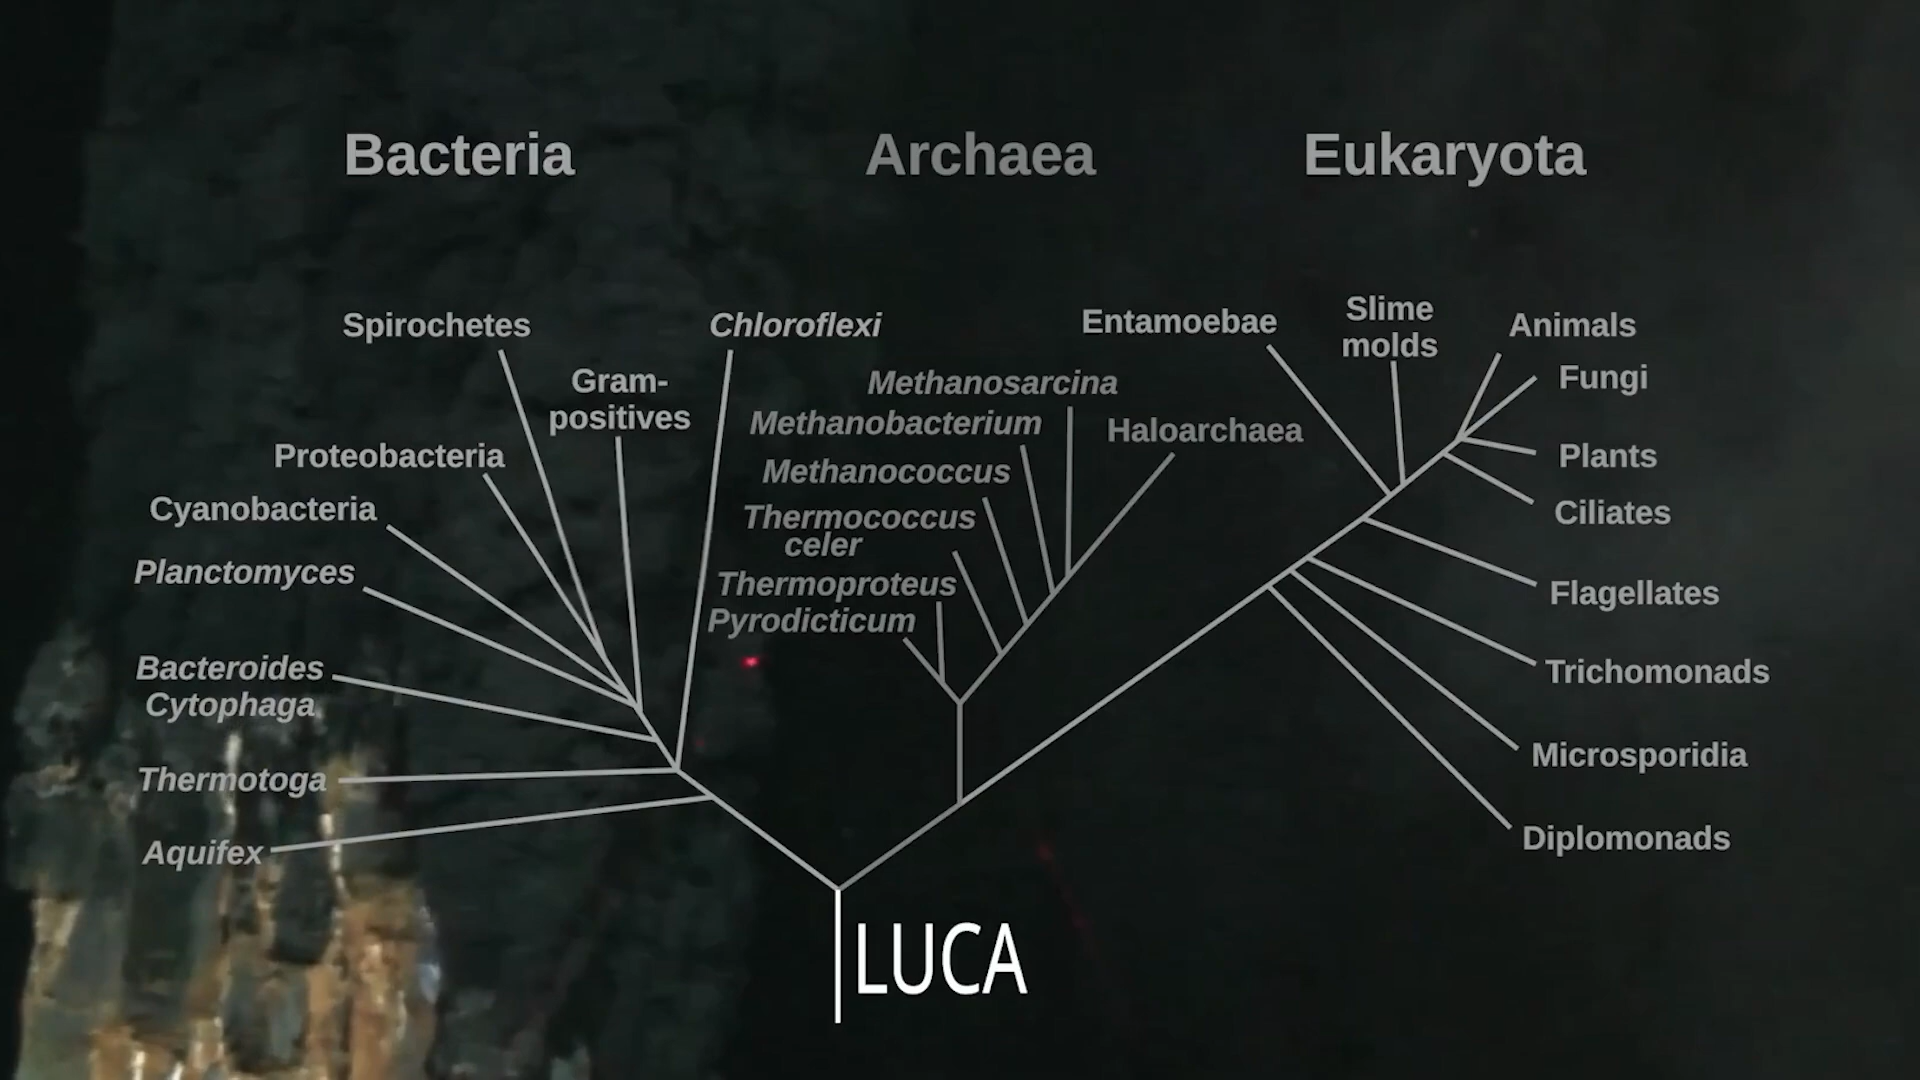 Bacteria
Archaea
Eukaryota
Spirochetes
Gram-
positives
Chloroflexi
Proteobacteria
Cyanobacteria
Planctomyces
Bacteroides
Cytophaga
Thermotoga
Aquifex
Methanosarcina
Methanobacterium
Haloarchaea
Methanococcus
Thermococcus
celer
Thermoproteus
Pyrodicticum
Entamoebae
Slime
molds
Animals
Fungi
Plants
Ciliates
Flagellates
Trichomonads
Microsporidia
Diplomonads
LUCA